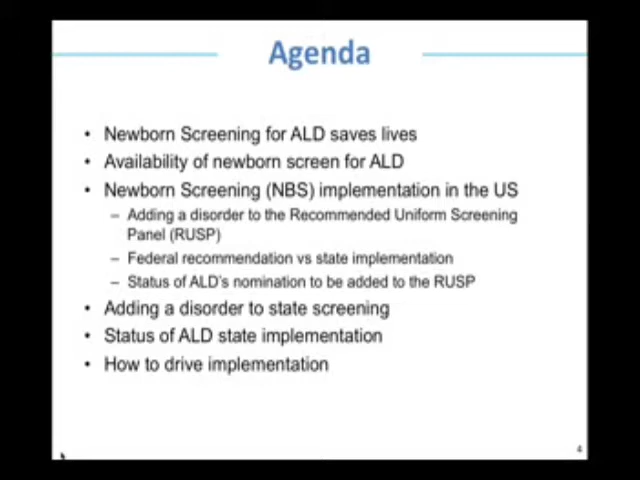 Agenda
• Newborn Screening for ALD saves lives
• Availability of newborn screen for ALD
• Newborn Screening (NBS) implementation in the US
– Adding a disorder to the Recommended Uniform Screening
Panel (RUSP)
– Federal recommendation vs state implementation
– Status of ALD's nomination to be added to the RUSP
• Adding a disorder to state screening
• Status of ALD state implementation
• How to drive implementation
4